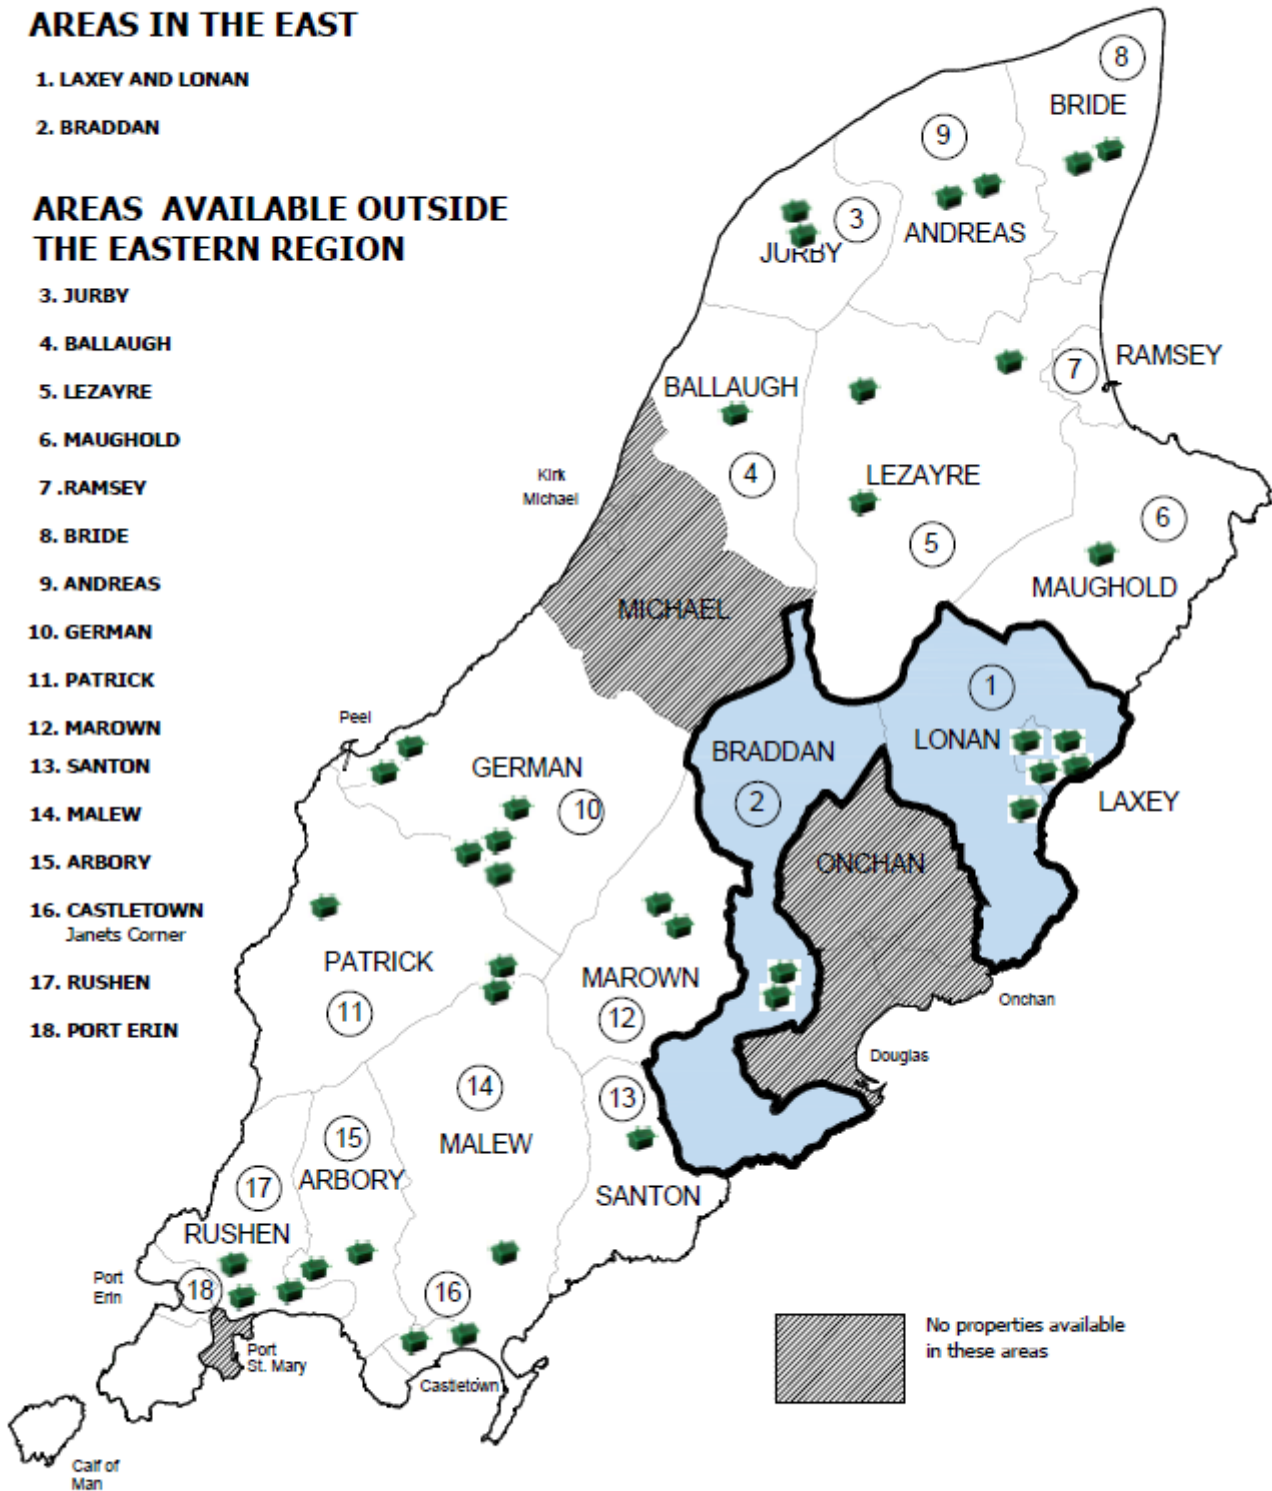 AREAS IN THE EAST
1. LAXEY AND LONAN
2. BRADDAN
AREAS AVAILABLE OUTSIDE
THE EASTERN REGION
3. JURBY
4. BALLAUGH
5. LEZAYRE
6. MAUGHOLD
7 .RAMSEY
8. BRIDE
9. ANDREAS
10. GERMAN
11. PATRICK
12. MAROWN
13. SANTON
14. MALEW
15. ARBORY
16. CASTLETOWN
Janets Corner
17. RUSHEN
18. PORT ERIN
8
BRIDE
9
ANDREAS
3
JURBY
7
RAMSEY
BALLAUGH
4
LEZAYRE
5
6
MAUGHOLD
Kirk
Michael
MICHAEL
1
LONAN
LAXEY
BRADDAN
2
ONCHAN
Peel
GERMAN
10
PATRICK
11
MAROWN
12
Onchan
Douglas
13
SANTON
14
MALEW
15
ARBORY
17
RUSHEN
18
Port
Erin
16
Port
St. Mary
Castletown
Calf of
Man
No properties available
in these areas